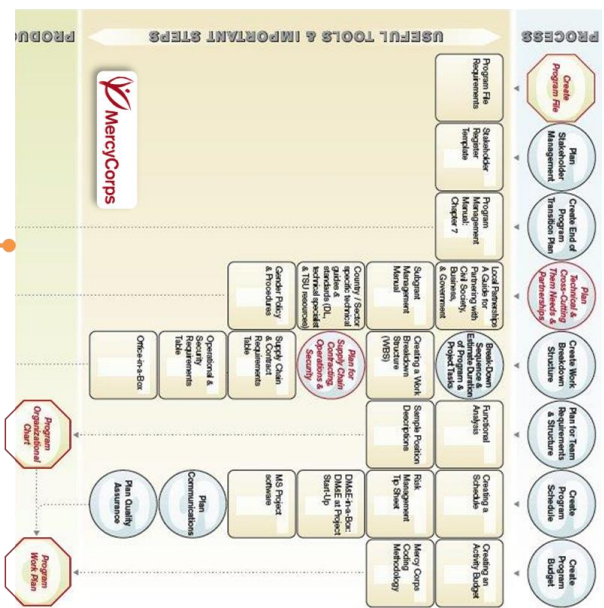 PROCESS
USEFUL TOOLS & IMPORTANT STEPS
PRODU
Create
Program File
Program File
Requirements
MercyCorps
Plan
Stakeholder
Management
Stakeholder
Register
Template
Create End of
Program
Transition Plan
Program
Management
Manual:
Chapter 7
Plan
Technical &
Cross-Cutting
Them Needs &
Partnerships
Local Partnerships
A Guide for
Partnering with
Civil Society,
Business,
& Government
Subgrant
Management
Manual
Country / Sector
specific technical
guides &
standards (DL,
technical specialist
& TSU resources)
Gender Policy
& Procedures
Create Work
Breakdown
Structure
Break-Down
Sequence &
Estimate Duration
of Program &
Project Tasks
Creating a Work
Breakdown
Structure
(WBS)
Plan for
Supply Chain
Contracting,
Operations &
Security
Supply Chain
& Contract
Requirements
Table
Operational &
Security
Requirements
Table
Office-in-a-Box
Plan for Team
Requirements
& Structure
Functional
Analysis
Sample Position
Descriptions
Program
Organizational
Chart
Create
Program
Schedule
Creating a
Schedule
Risk
Management
Tip Sheet
DM&E-in-a-Box:
DM&E at Project
Start-Up
MS Project
software
Plan
Communications
Plan Quality
Assurance
Create
Program
Budget
Creating an
Activity Budget
Mercy Corps
Coding
Methodology
Program
Work Plan